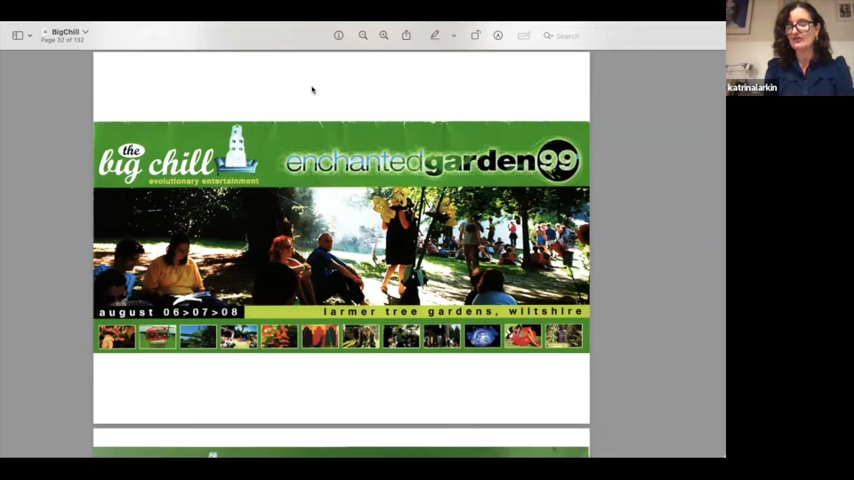 BigChill
Page 32 of 132
Search
katrinalarkin
the
big chill
evolutionary entertainment
enchantedgarden99
august 06>07>08
larmer tree gardens, wiltshire